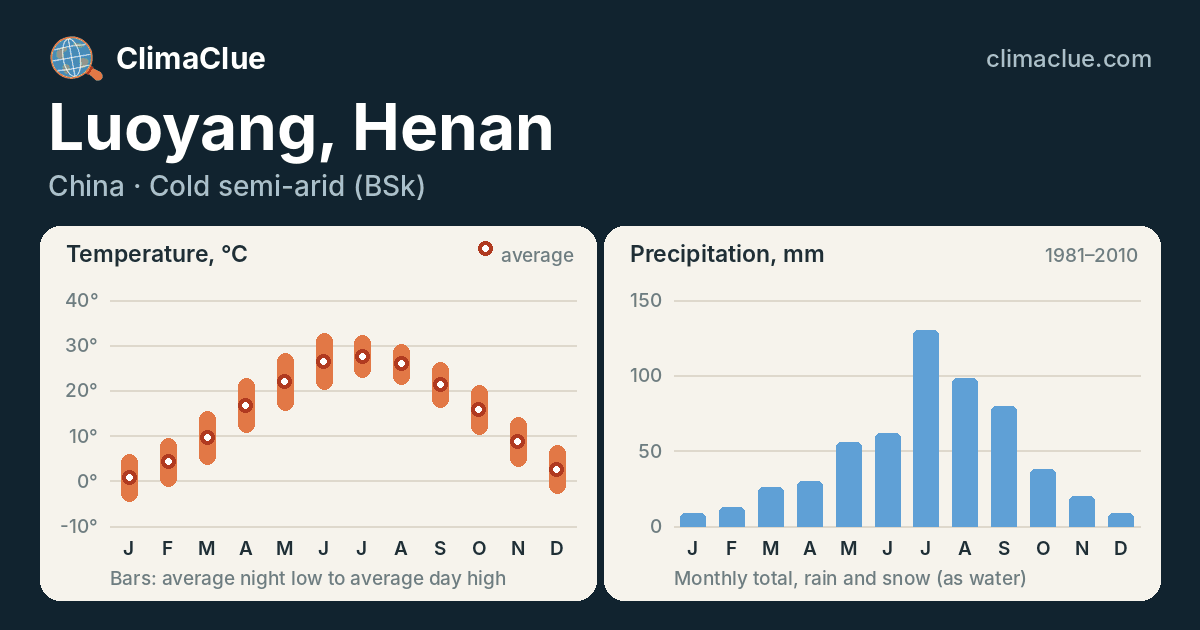 ClimaClue
climaclue.com
Luoyang, Henan
China · Cold semi-arid (BSk)
Temperature, °C
average
40°
30°
20°
10°
0°
-10°
J F M A M J J A S O N D
Bars: average night low to average day high
Precipitation, mm
1981–2010
150
100
50
0
J F M A M J J A S O N D
Monthly total, rain and snow (as water)